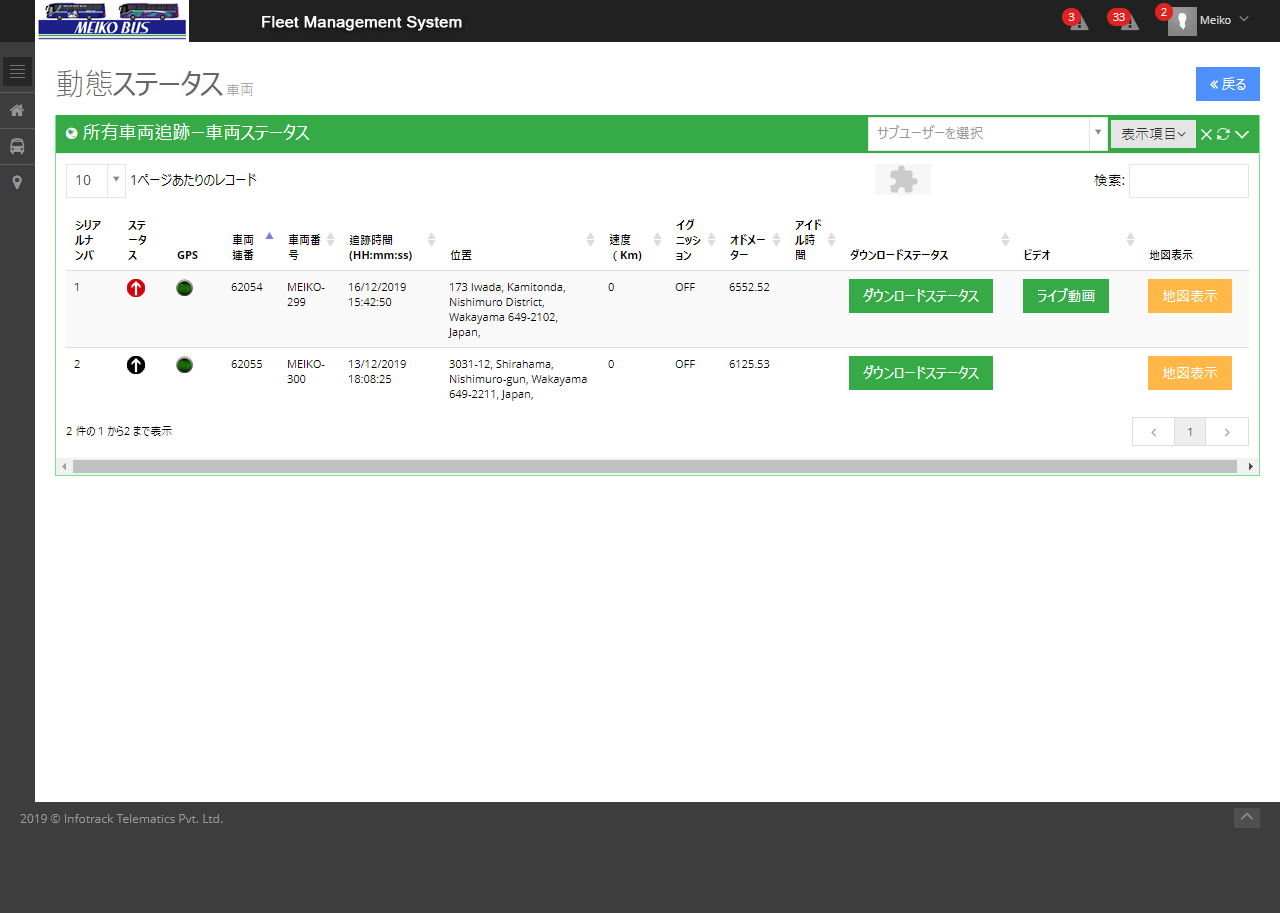 MEIKO BUS
Fleet Management System
3
33
2
Meiko
動態ステータス 車両
« 戻る
所有車両追跡－車両ステータス
サブユーザーを選択
表示項目
10
1ページあたりのレコード
検索:
シリアルナンバ ステータス GPS 車両連番 車両番号 追跡時間 (HH:mm:ss) 位置 速度 ( Km) イグニッション オドメーター アイドル時間 ダウンロードステータス ビデオ 地図表示
1 62054 MEIKO-299 16/12/2019 15:42:50 173 Iwada, Kamitonda, Nishimuro District, Wakayama 649-2102, Japan, 0 OFF 6552.52 ダウンロードステータス ライブ動画 地図表示
2 62055 MEIKO-300 13/12/2019 18:08:25 3031-12, Shirahama, Nishimuro-gun, Wakayama 649-2211, Japan, 0 OFF 6125.53 ダウンロードステータス 地図表示
2 件の 1 から2 まで表示
1
2019 © Infotrack Telematics Pvt. Ltd.